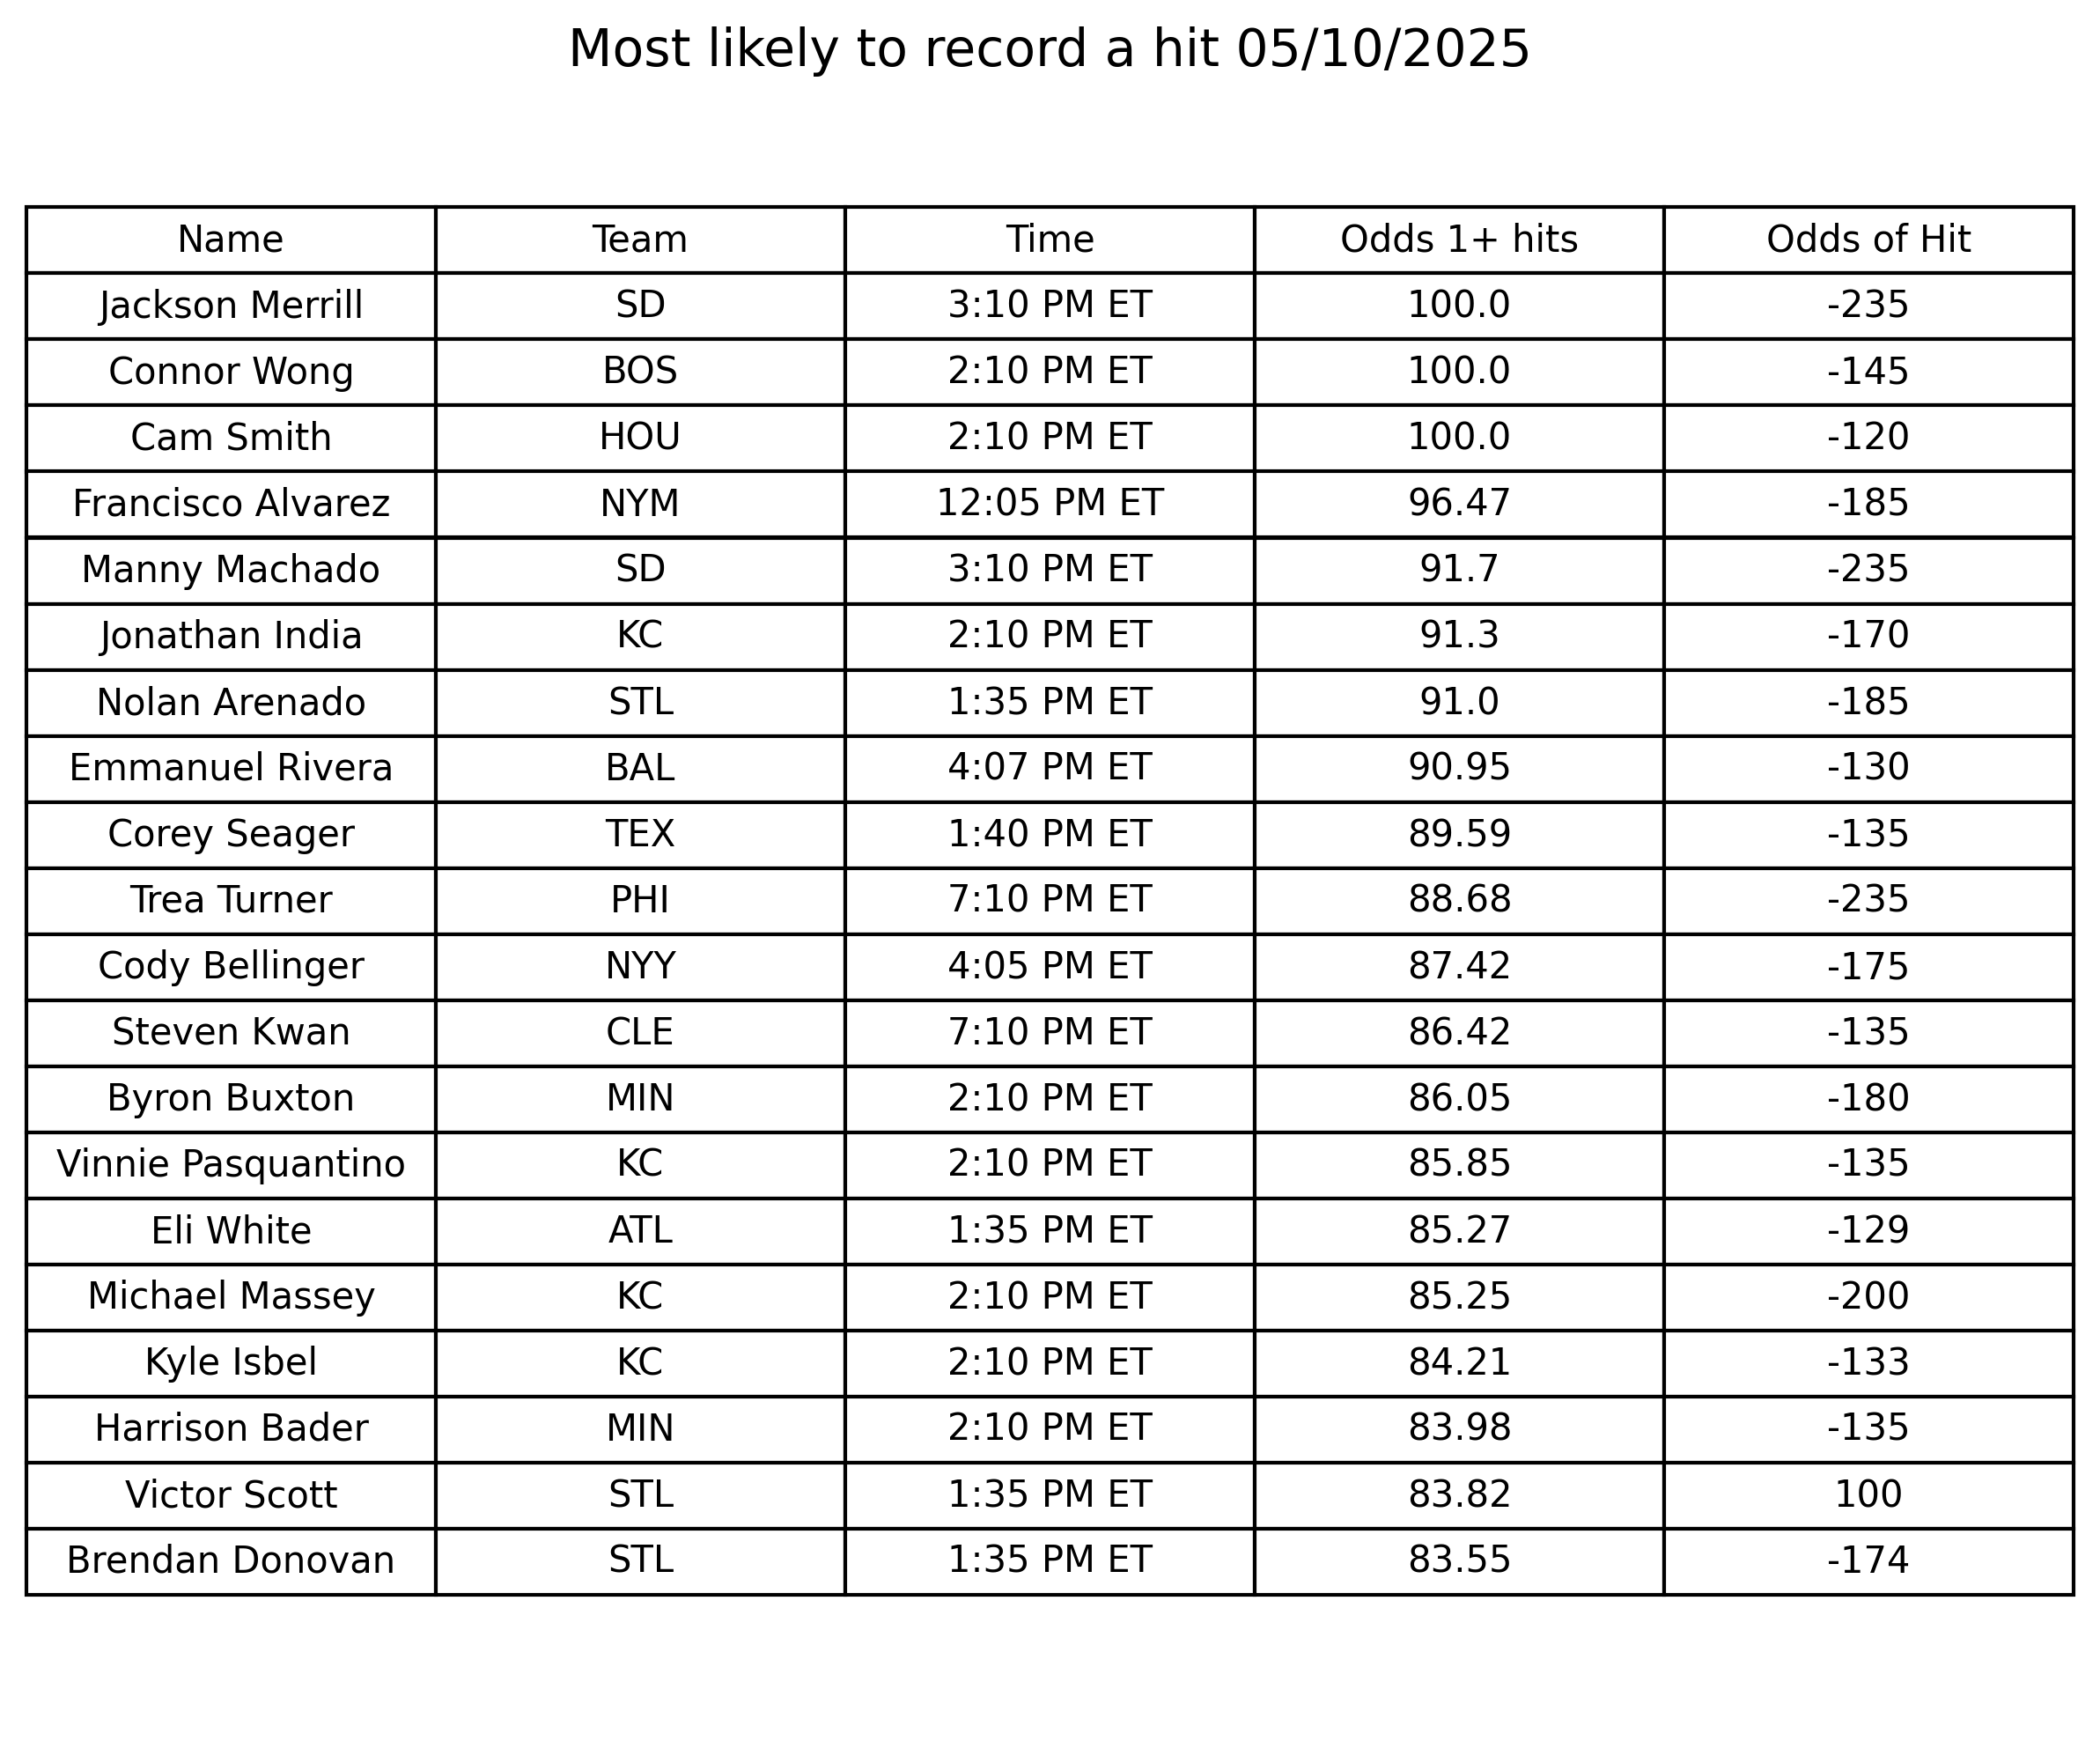 Most likely to record a hit 05/10/2025
Name Team Time Odds 1+ hits Odds of Hit
Jackson Merrill SD 3:10 PM ET 100.0 -235
Connor Wong BOS 2:10 PM ET 100.0 -145
Cam Smith HOU 2:10 PM ET 100.0 -120
Francisco Alvarez NYM 12:05 PM ET 96.47 -185
Manny Machado SD 3:10 PM ET 91.7 -235
Jonathan India KC 2:10 PM ET 91.3 -170
Nolan Arenado STL 1:35 PM ET 91.0 -185
Emmanuel Rivera BAL 4:07 PM ET 90.95 -130
Corey Seager TEX 1:40 PM ET 89.59 -135
Trea Turner PHI 7:10 PM ET 88.68 -235
Cody Bellinger NYY 4:05 PM ET 87.42 -175
Steven Kwan CLE 7:10 PM ET 86.42 -135
Byron Buxton MIN 2:10 PM ET 86.05 -180
Vinnie Pasquantino KC 2:10 PM ET 85.85 -135
Eli White ATL 1:35 PM ET 85.27 -129
Michael Massey KC 2:10 PM ET 85.25 -200
Kyle Isbel KC 2:10 PM ET 84.21 -133
Harrison Bader MIN 2:10 PM ET 83.98 -135
Victor Scott STL 1:35 PM ET 83.82 100
Brendan Donovan STL 1:35 PM ET 83.55 -174